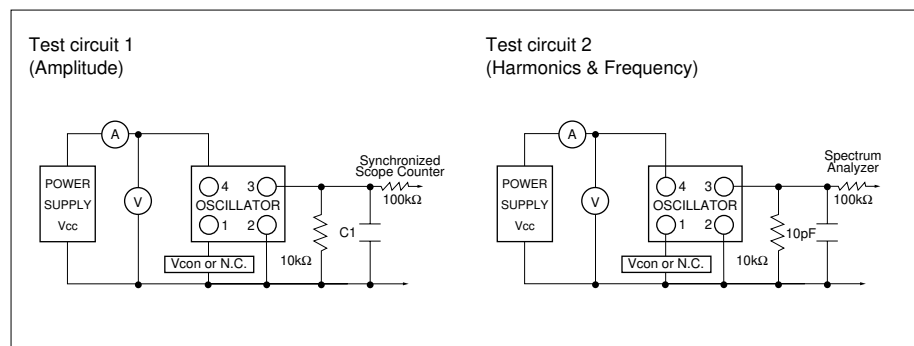 Test circuit 1
(Amplitude)
A
POWER
SUPPLY
Vcc
V
4 3
OSCILLATOR
1 2
Vcon or N.C.
10kΩ
C1
Synchronized
Scope Counter
100kΩ
Test circuit 2
(Harmonics & Frequency)
A
POWER
SUPPLY
Vcc
V
4 3
OSCILLATOR
1 2
Vcon or N.C.
10kΩ
10pF
Spectrum
Analyzer
100kΩ